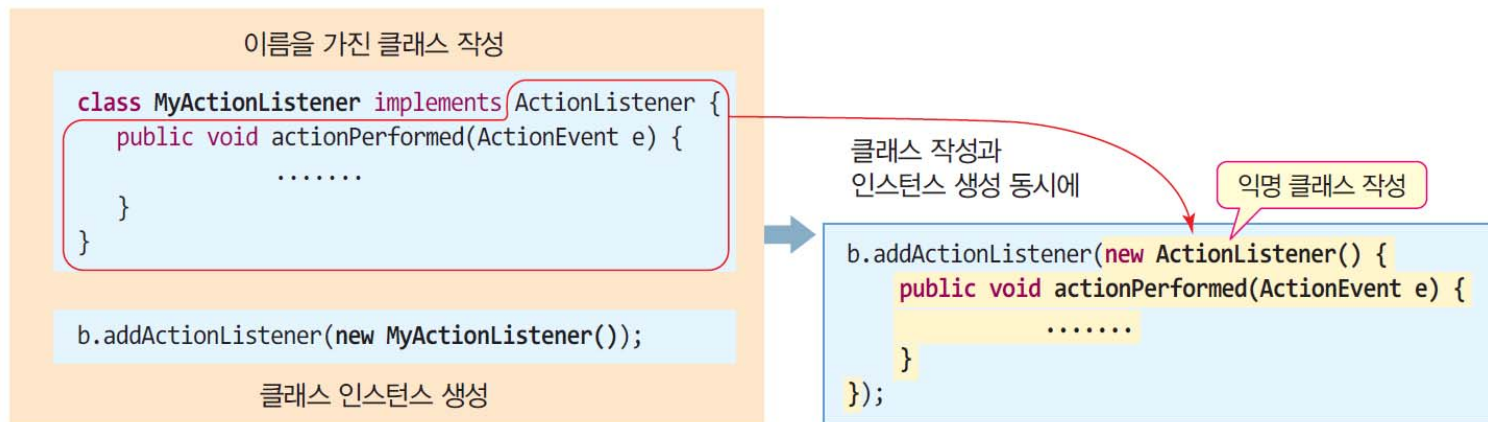 이름을 가진 클래스 작성
class MyActionListener implements ActionListener {
public void actionPerformed(ActionEvent e) {
.......
}
}
b.addActionListener(new MyActionListener());
클래스 인스턴스 생성
클래스 작성과
인스턴스 생성 동시에
익명 클래스 작성
b.addActionListener(new ActionListener() {
public void actionPerformed(ActionEvent e) {
.......
}
});